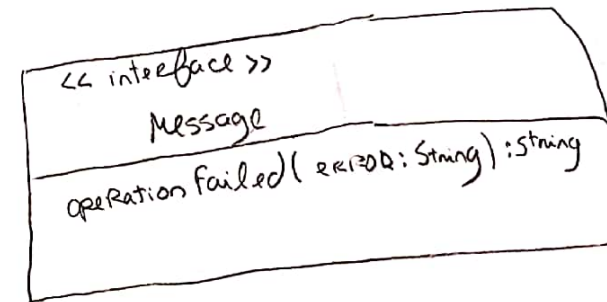 << interface >>
Message
operation failed( ERROR: String) : String